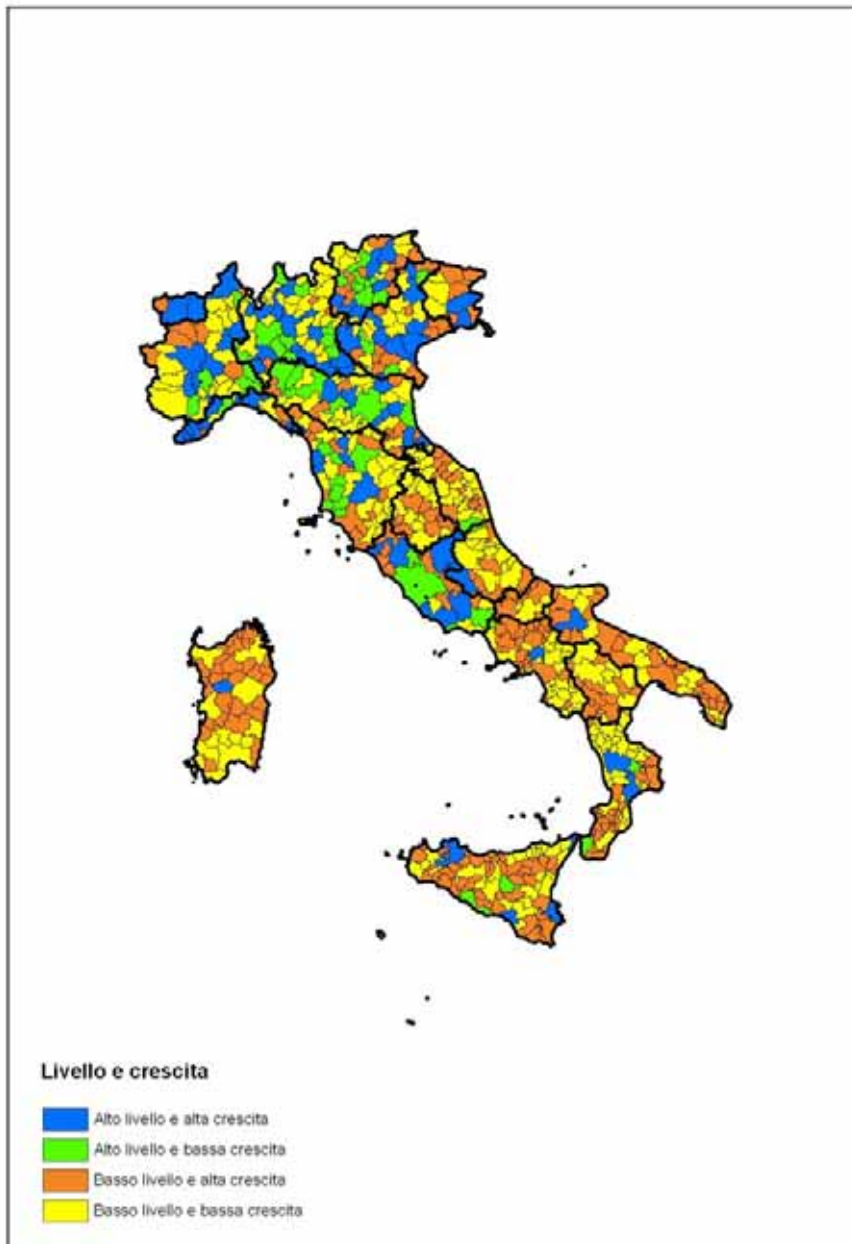 Livello e crescita
Alto livello e alta crescita
Alto livello e bassa crescita
Basso livello e alta crescita
Basso livello e bassa crescita